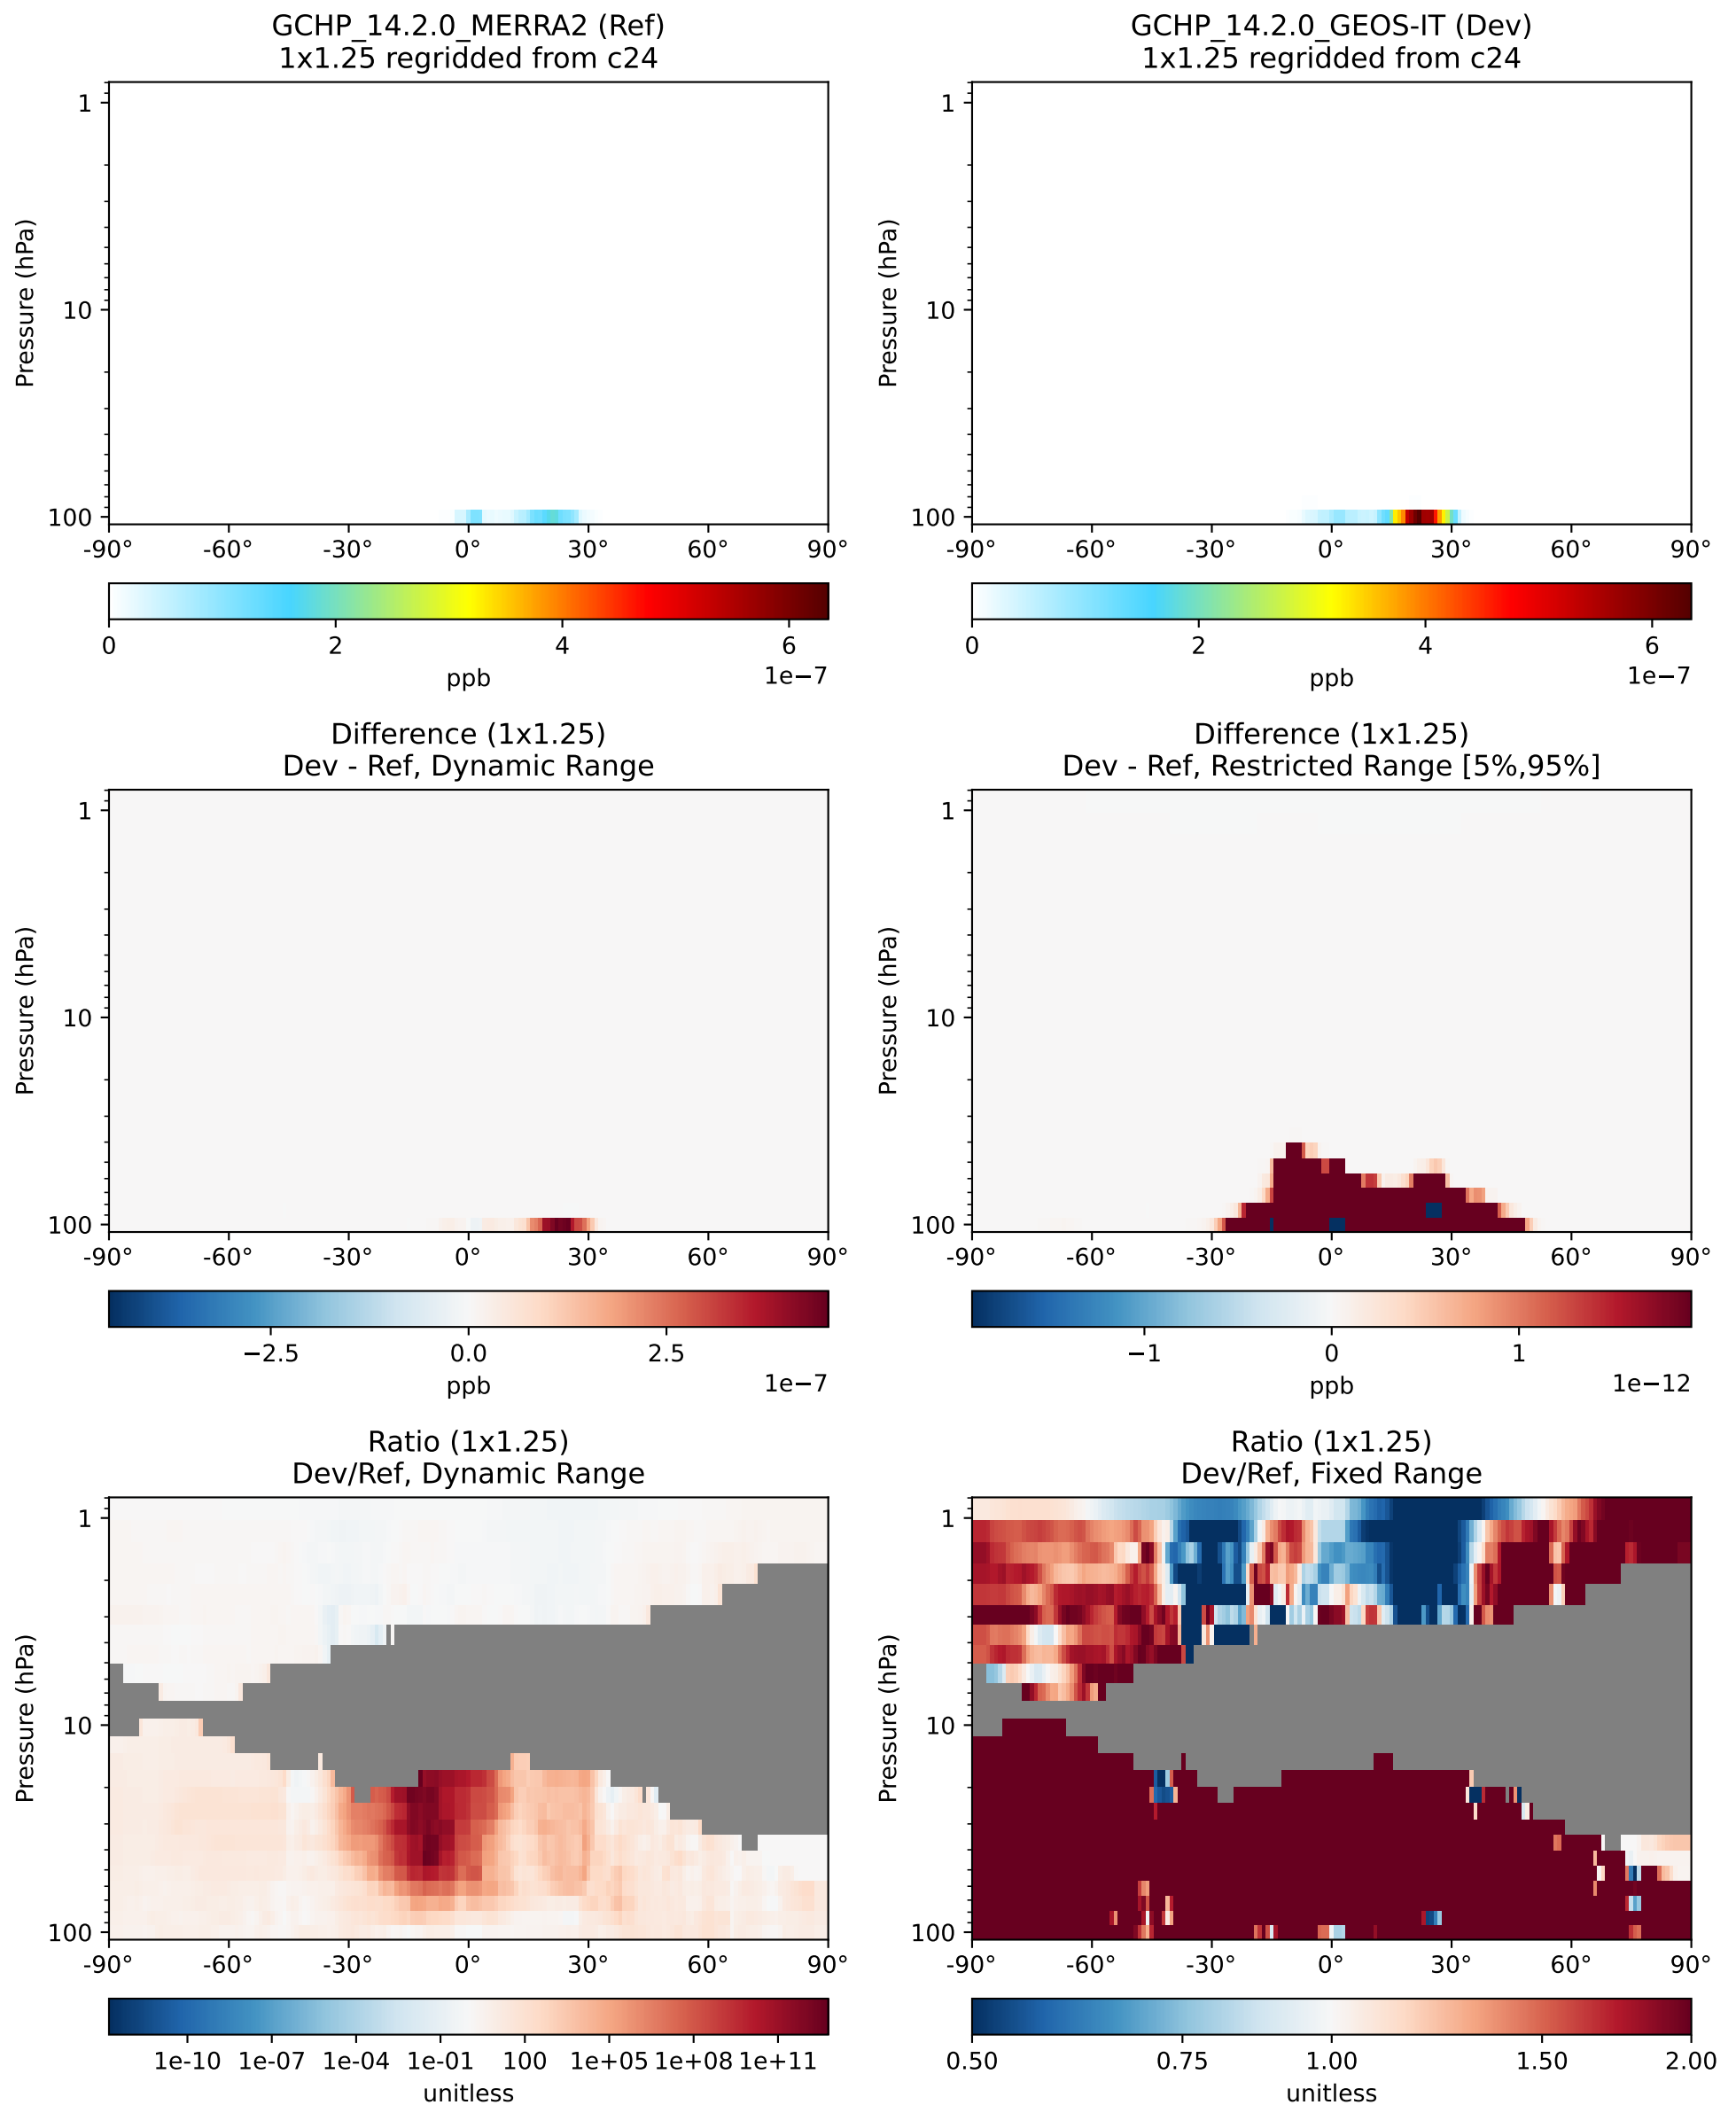 GCHP_14.2.0_MERRA2 (Ref)
1x1.25 regridded from c24
Pressure (hPa)
1
10
100
-90° -60° -30° 0° 30° 60° 90°
0 2 4 6
ppb
1e−7
GCHP_14.2.0_GEOS-IT (Dev)
1x1.25 regridded from c24
Pressure (hPa)
1
10
100
-90° -60° -30° 0° 30° 60° 90°
0 2 4 6
ppb
1e−7
Difference (1x1.25)
Dev - Ref, Dynamic Range
Pressure (hPa)
1
10
100
-90° -60° -30° 0° 30° 60° 90°
−2.5 0.0 2.5
ppb
1e−7
Difference (1x1.25)
Dev - Ref, Restricted Range [5%,95%]
Pressure (hPa)
1
10
100
-90° -60° -30° 0° 30° 60° 90°
−1 0 1
ppb
1e−12
Ratio (1x1.25)
Dev/Ref, Dynamic Range
Pressure (hPa)
1
10
100
-90° -60° -30° 0° 30° 60° 90°
1e-10 1e-07 1e-04 1e-01 100 1e+05 1e+08 1e+11
unitless
Ratio (1x1.25)
Dev/Ref, Fixed Range
Pressure (hPa)
1
10
100
-90° -60° -30° 0° 30° 60° 90°
0.50 0.75 1.00 1.50 2.00
unitless